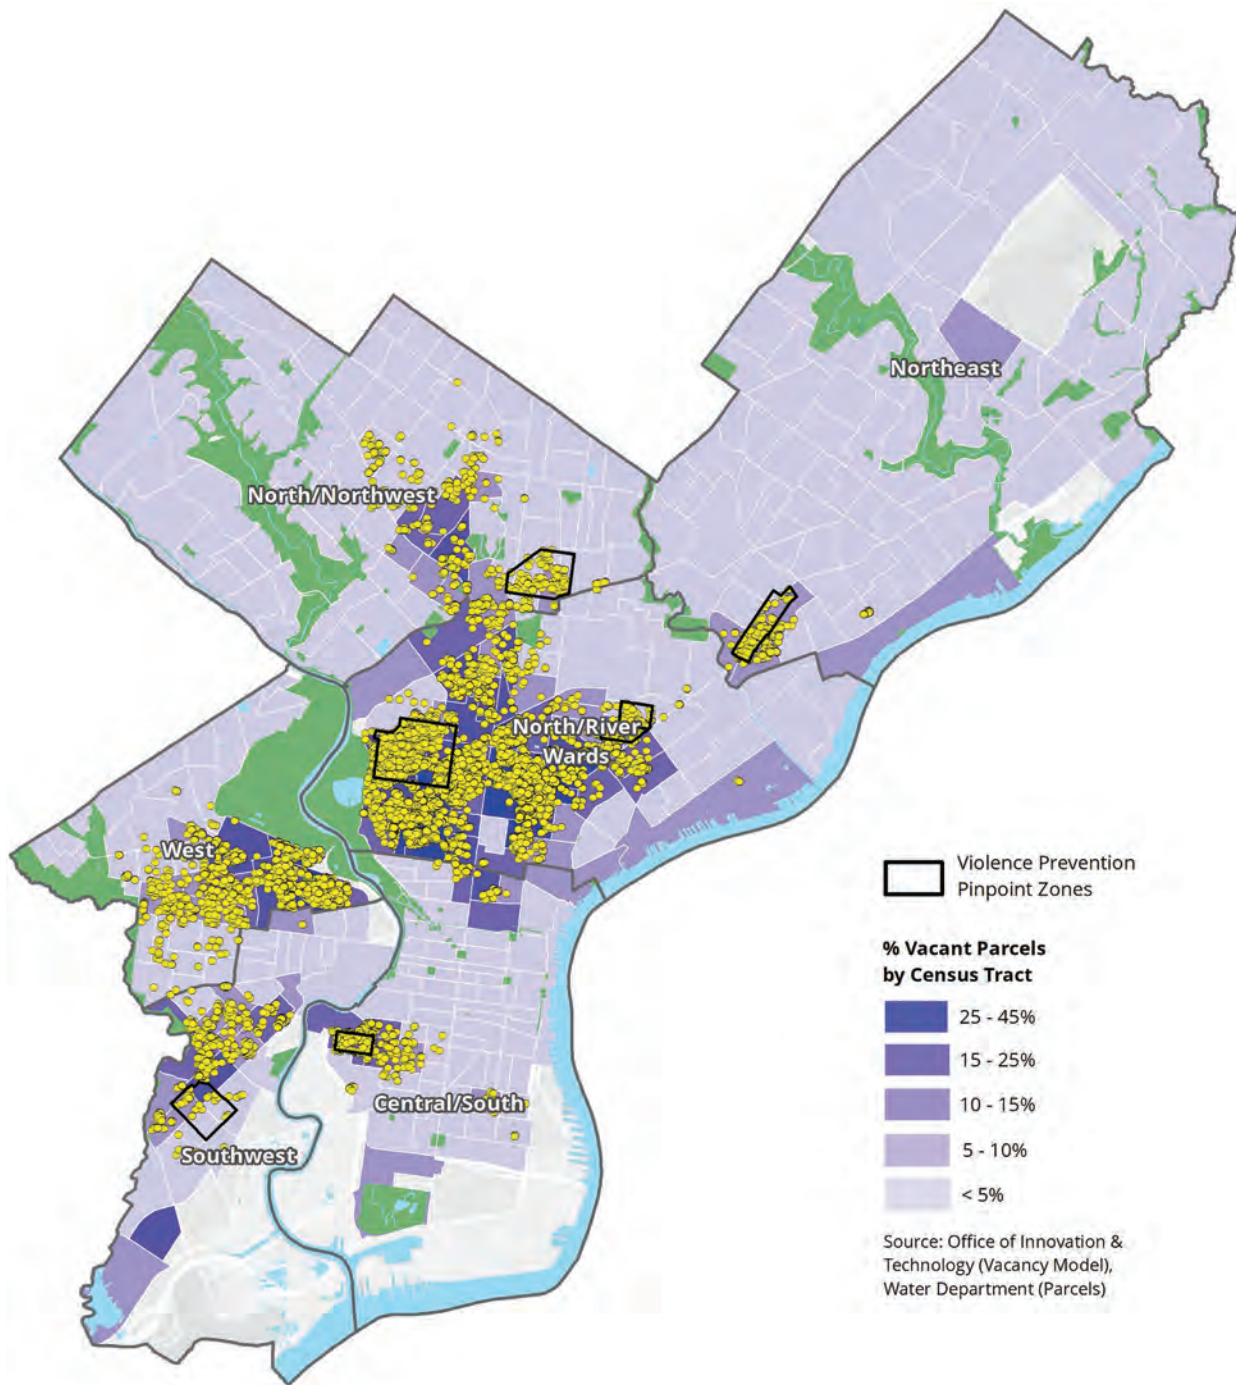 Northeast
North/Northwest
North/River
Wards
West
Central/South
Southwest
Violence Prevention
Pinpoint Zones
% Vacant Parcels
by Census Tract
25 - 45%
15 - 25%
10 - 15%
5 - 10%
< 5%
Source: Office of Innovation &
Technology (Vacancy Model),
Water Department (Parcels)